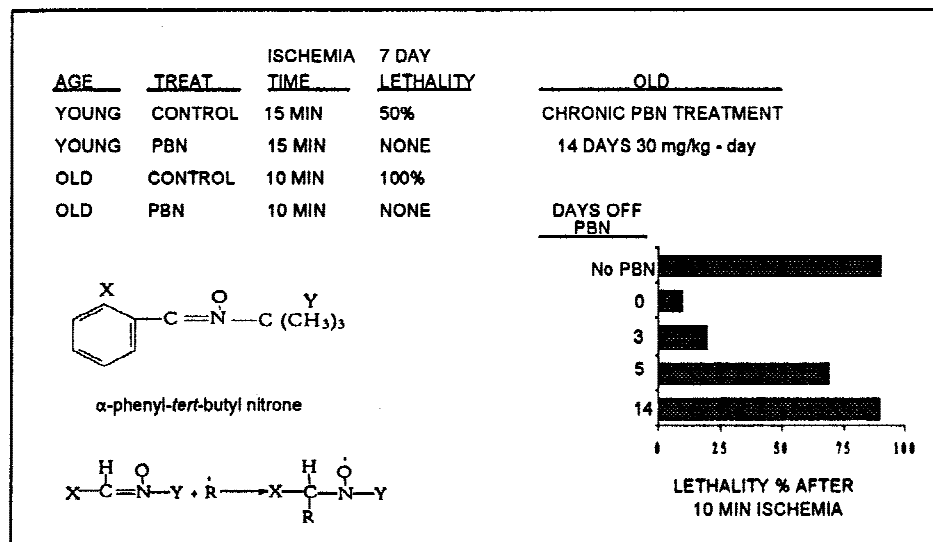 ISCHEMIA 7 DAY
AGE TREAT TIME LETHALITY
YOUNG CONTROL 15 MIN 50%
YOUNG PBN 15 MIN NONE
OLD CONTROL 10 MIN 100%
OLD PBN 10 MIN NONE
X
O
Y
C = N — C (CH₃)₃
α-phenyl-tert-butyl nitrone
H O H Ȯ
X—C=N—Y + Ṙ → X—C—N—Y
R
OLD
CHRONIC PBN TREATMENT
14 DAYS 30 mg/kg - day
DAYS OFF
PBN
No PBN
0
3
5
14
0 25 50 75 100
LETHALITY % AFTER
10 MIN ISCHEMIA